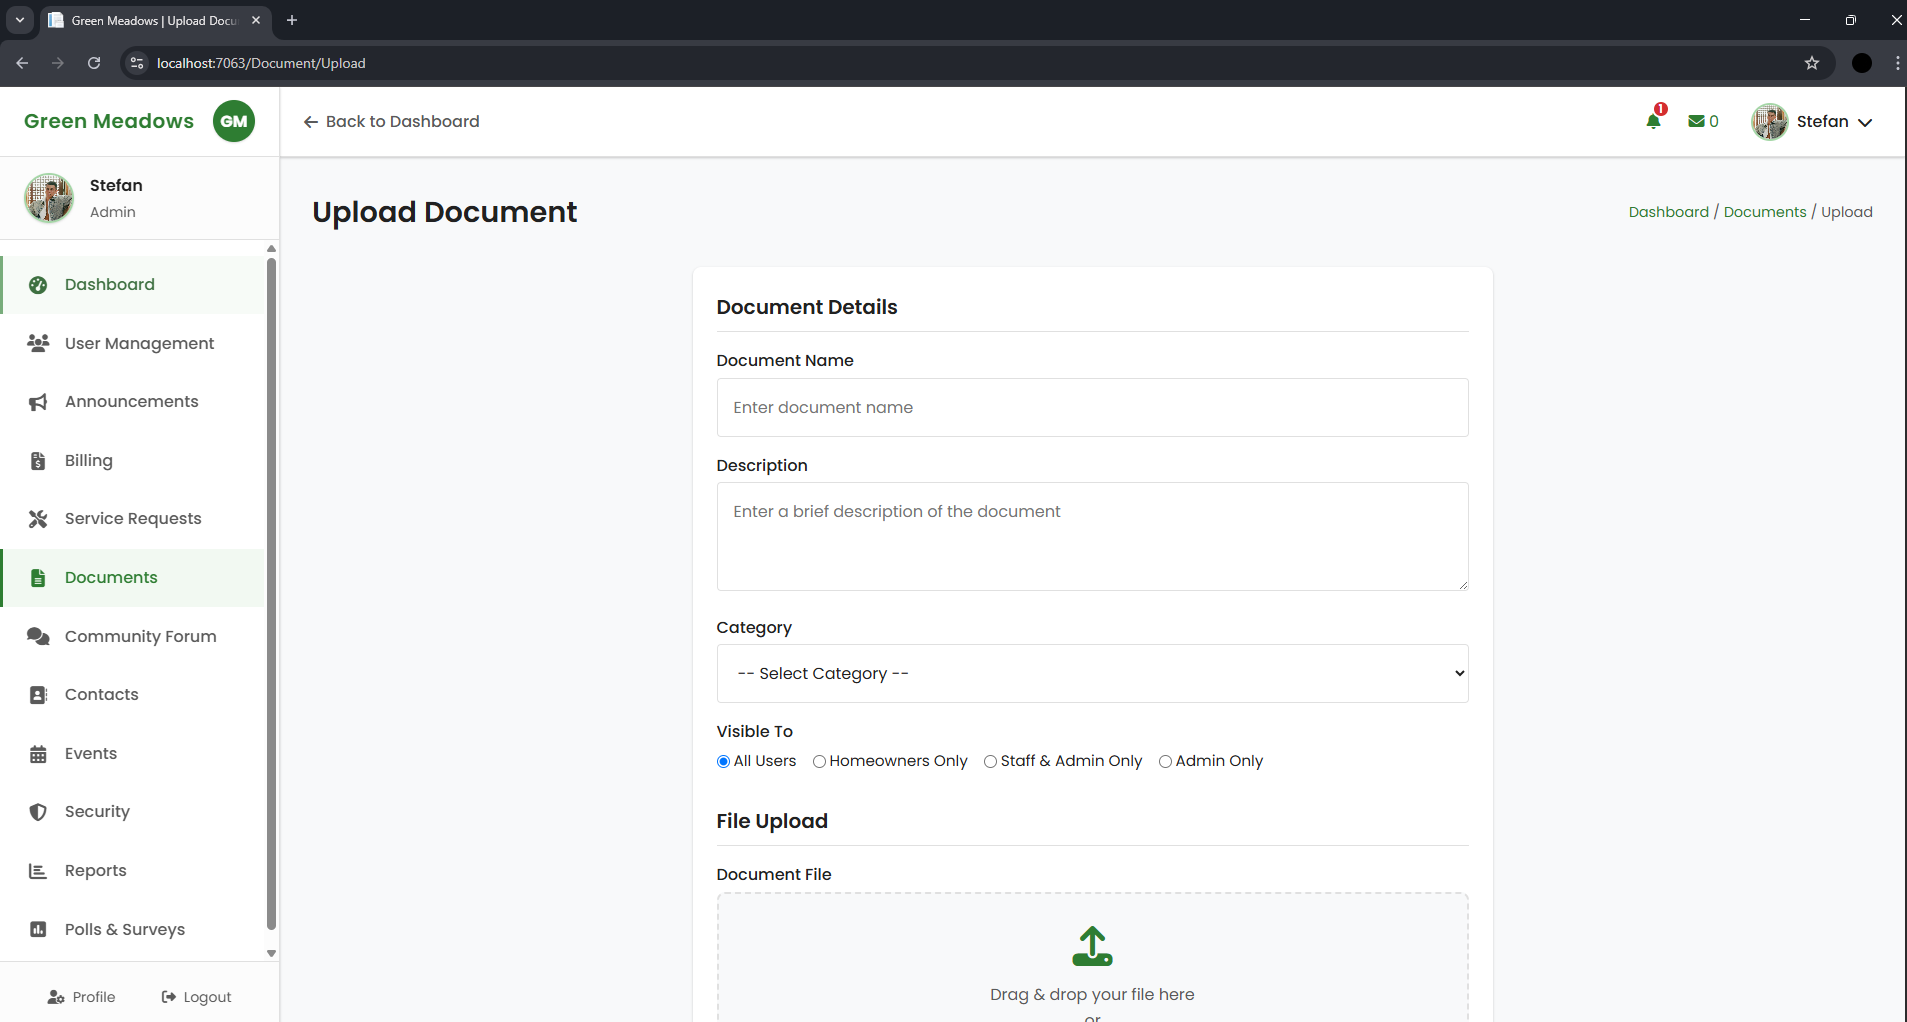 Green Meadows | Upload Docu
localhost:7063/Document/Upload
Green Meadows GM
Back to Dashboard
1
0
Stefan
Stefan
Admin
Dashboard
User Management
Announcements
Billing
Service Requests
Documents
Community Forum
Contacts
Events
Security
Reports
Polls & Surveys
Profile
Logout
Upload Document
Dashboard / Documents / Upload
Document Details
Document Name
Enter document name
Description
Enter a brief description of the document
Category
-- Select Category --
Visible To
All Users Homeowners Only Staff & Admin Only Admin Only
File Upload
Document File
Drag & drop your file here
or